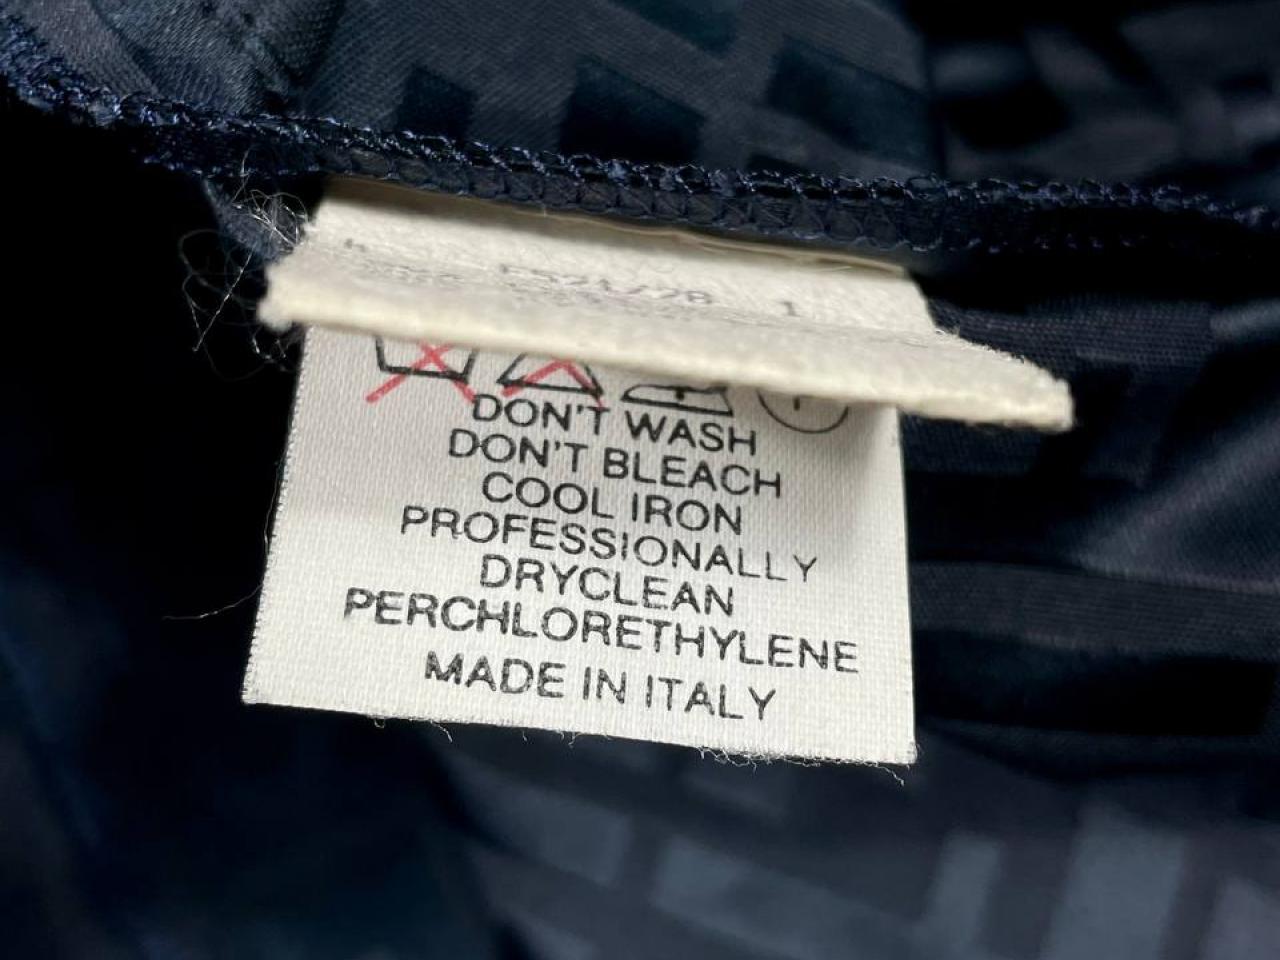 DON'T WASH
DON'T BLEACH
COOL IRON
PROFESSIONALLY
DRYCLEAN
PERCHLORETHYLENE
MADE IN ITALY